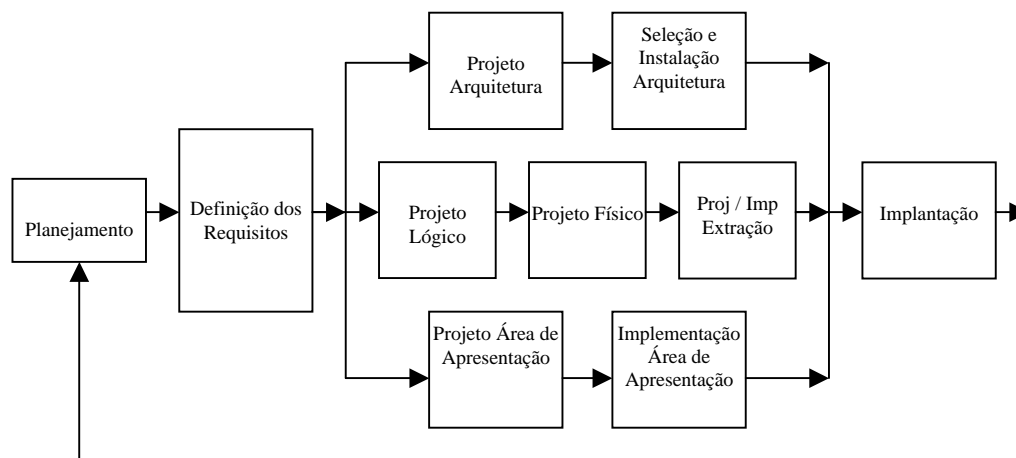 Planejamento
Definição dos
Requisitos
Projeto
Arquitetura
Seleção e
Instalação
Arquitetura
Projeto
Lógico
Projeto Físico
Proj / Imp
Extração
Projeto Área de
Apresentação
Implementação
Área de
Apresentação
Implantação